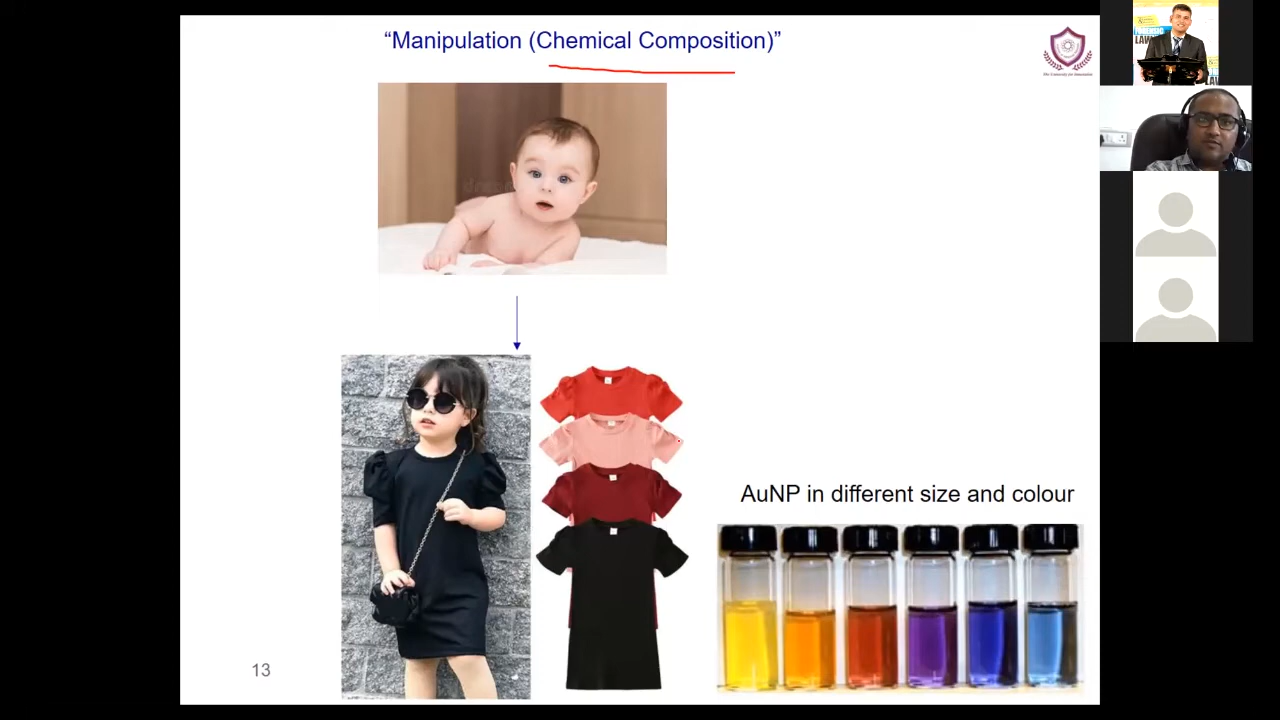 “Manipulation (Chemical Composition)”
AuNP in different size and colour
13